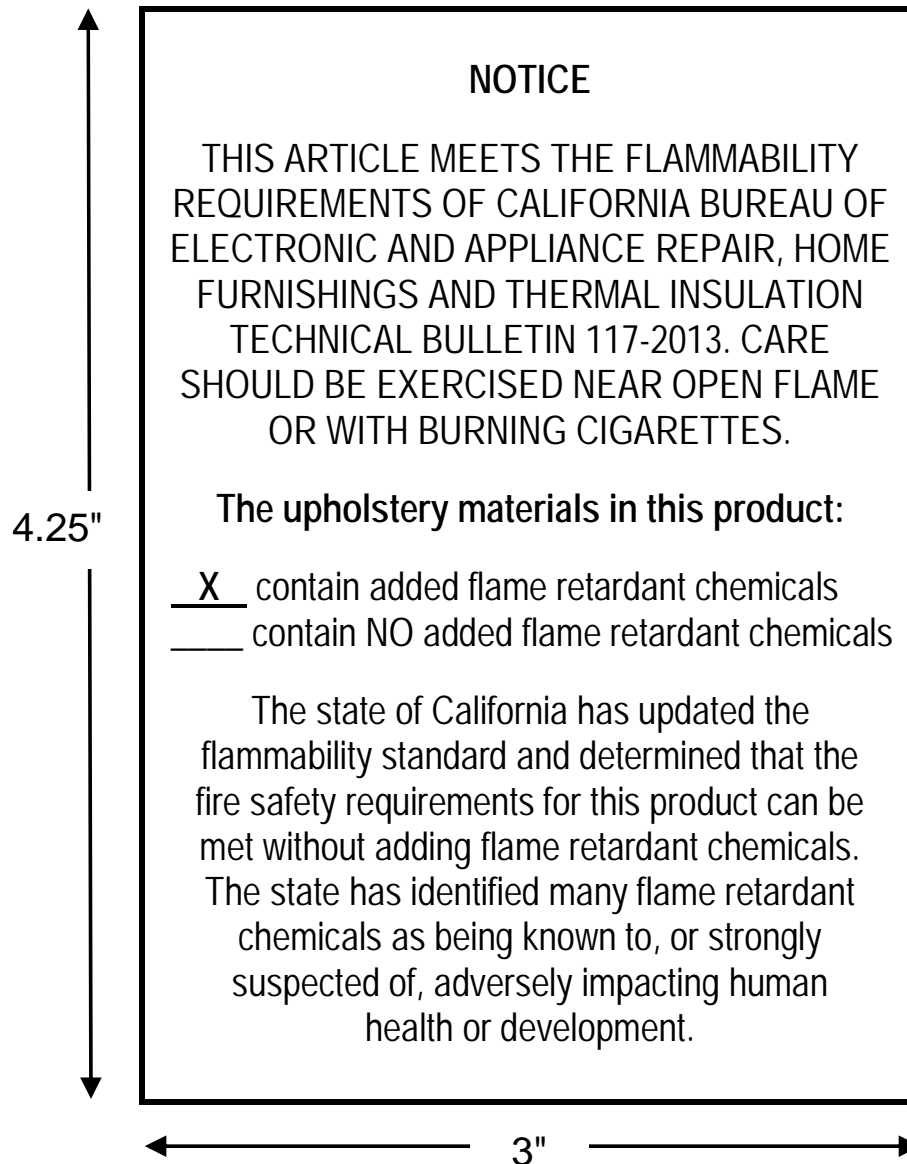 NOTICE
THIS ARTICLE MEETS THE FLAMMABILITY
REQUIREMENTS OF CALIFORNIA BUREAU OF
ELECTRONIC AND APPLIANCE REPAIR, HOME
FURNISHINGS AND THERMAL INSULATION
TECHNICAL BULLETIN 117-2013. CARE
SHOULD BE EXERCISED NEAR OPEN FLAME
OR WITH BURNING CIGARETTES.
4.25"
The upholstery materials in this product:
__X__ contain added flame retardant chemicals
____ contain NO added flame retardant chemicals
The state of California has updated the
flammability standard and determined that the
fire safety requirements for this product can be
met without adding flame retardant chemicals.
The state has identified many flame retardant
chemicals as being known to, or strongly
suspected of, adversely impacting human
health or development.
3"